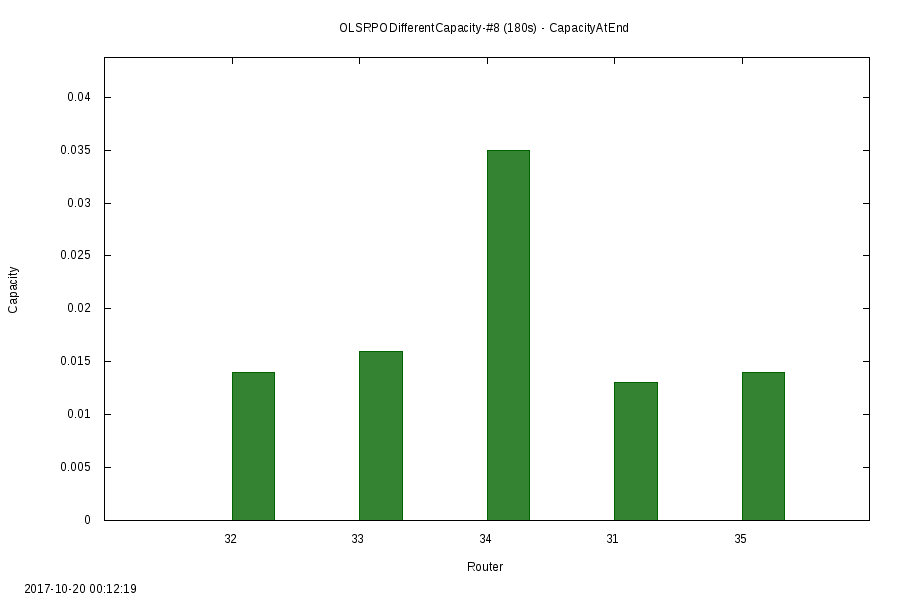 OLSRPODifferentCapacity-#8 (180s) - CapacityAtEnd
0.04
0.035
0.03
0.025
0.02
0.015
0.01
0.005
0
Capacity
32 33 34 31 35
Router
2017-10-20 00:12:19